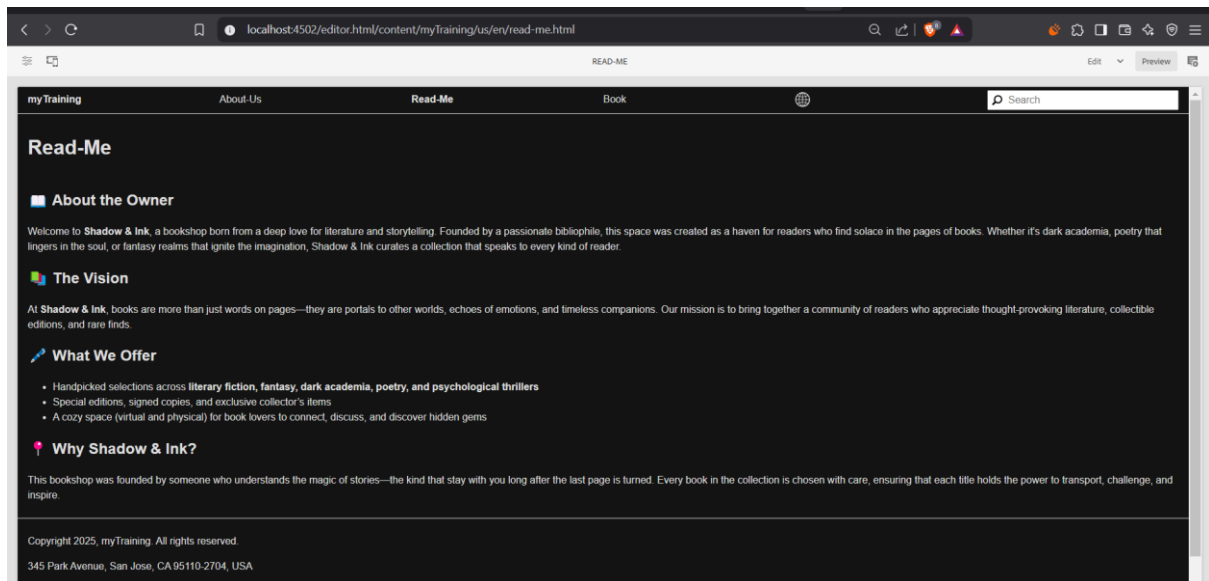 localhost:4502/editor.html/content/myTraining/us/en/read-me.html
READ-ME
Edit
Preview
myTraining
About-Us
Read-Me
Book
Search
Read-Me
About the Owner
Welcome to Shadow & Ink, a bookshop born from a deep love for literature and storytelling. Founded by a passionate bibliophile, this space was created as a haven for readers who find solace in the pages of books. Whether it's dark academia, poetry that
lingers in the soul, or fantasy realms that ignite the imagination, Shadow & Ink curates a collection that speaks to every kind of reader.
The Vision
At Shadow & Ink, books are more than just words on pages—they are portals to other worlds, echoes of emotions, and timeless companions. Our mission is to bring together a community of readers who appreciate thought-provoking literature, collectible
editions, and rare finds.
What We Offer
• Handpicked selections across literary fiction, fantasy, dark academia, poetry, and psychological thrillers
• Special editions, signed copies, and exclusive collector's items
• A cozy space (virtual and physical) for book lovers to connect, discuss, and discover hidden gems
Why Shadow & Ink?
This bookshop was founded by someone who understands the magic of stories—the kind that stay with you long after the last page is turned. Every book in the collection is chosen with care, ensuring that each title holds the power to transport, challenge, and
inspire.
Copyright 2025, myTraining. All rights reserved.
345 Park Avenue, San Jose, CA 95110-2704, USA